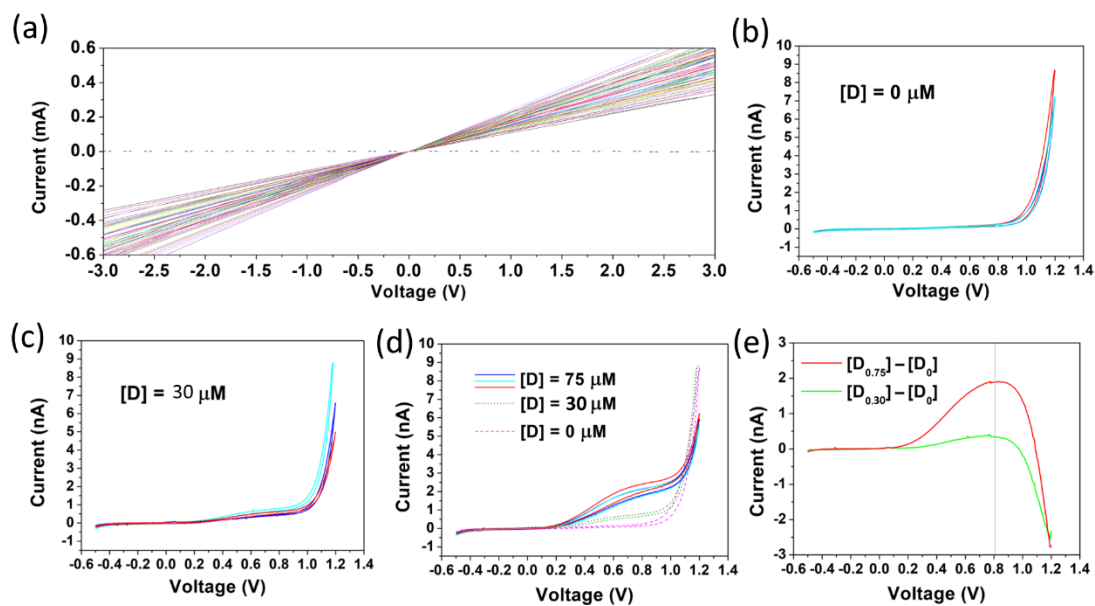 (a)
0.6
0.4
0.2
0.0
-0.2
-0.4
-0.6
Current (mA)
-3.0 -2.5 -2.0 -1.5 -1.0 -0.5 0.0 0.5 1.0 1.5 2.0 2.5 3.0
Voltage (V)
(b)
10
9
8
7
6
5
4
3
2
1
0
-1
Current (nA)
[D] = 0 μM
-0.6 -0.4 -0.2 0.0 0.2 0.4 0.6 0.8 1.0 1.2 1.4
Voltage (V)
(c)
10
9
8
7
6
5
4
3
2
1
0
-1
Current (nA)
[D] = 30 μM
-0.6 -0.4 -0.2 0.0 0.2 0.4 0.6 0.8 1.0 1.2 1.4
Voltage (V)
(d)
10
9
8
7
6
5
4
3
2
1
0
-1
Current (nA)
[D] = 75 μM
[D] = 30 μM
[D] = 0 μM
-0.6 -0.4 -0.2 0.0 0.2 0.4 0.6 0.8 1.0 1.2 1.4
Voltage (V)
(e)
3
2
1
0
-1
-2
-3
Current (nA)
[D0.75] – [D0]
[D0.30] – [D0]
-0.6 -0.4 -0.2 0.0 0.2 0.4 0.6 0.8 1.0 1.2 1.4
Voltage (V)